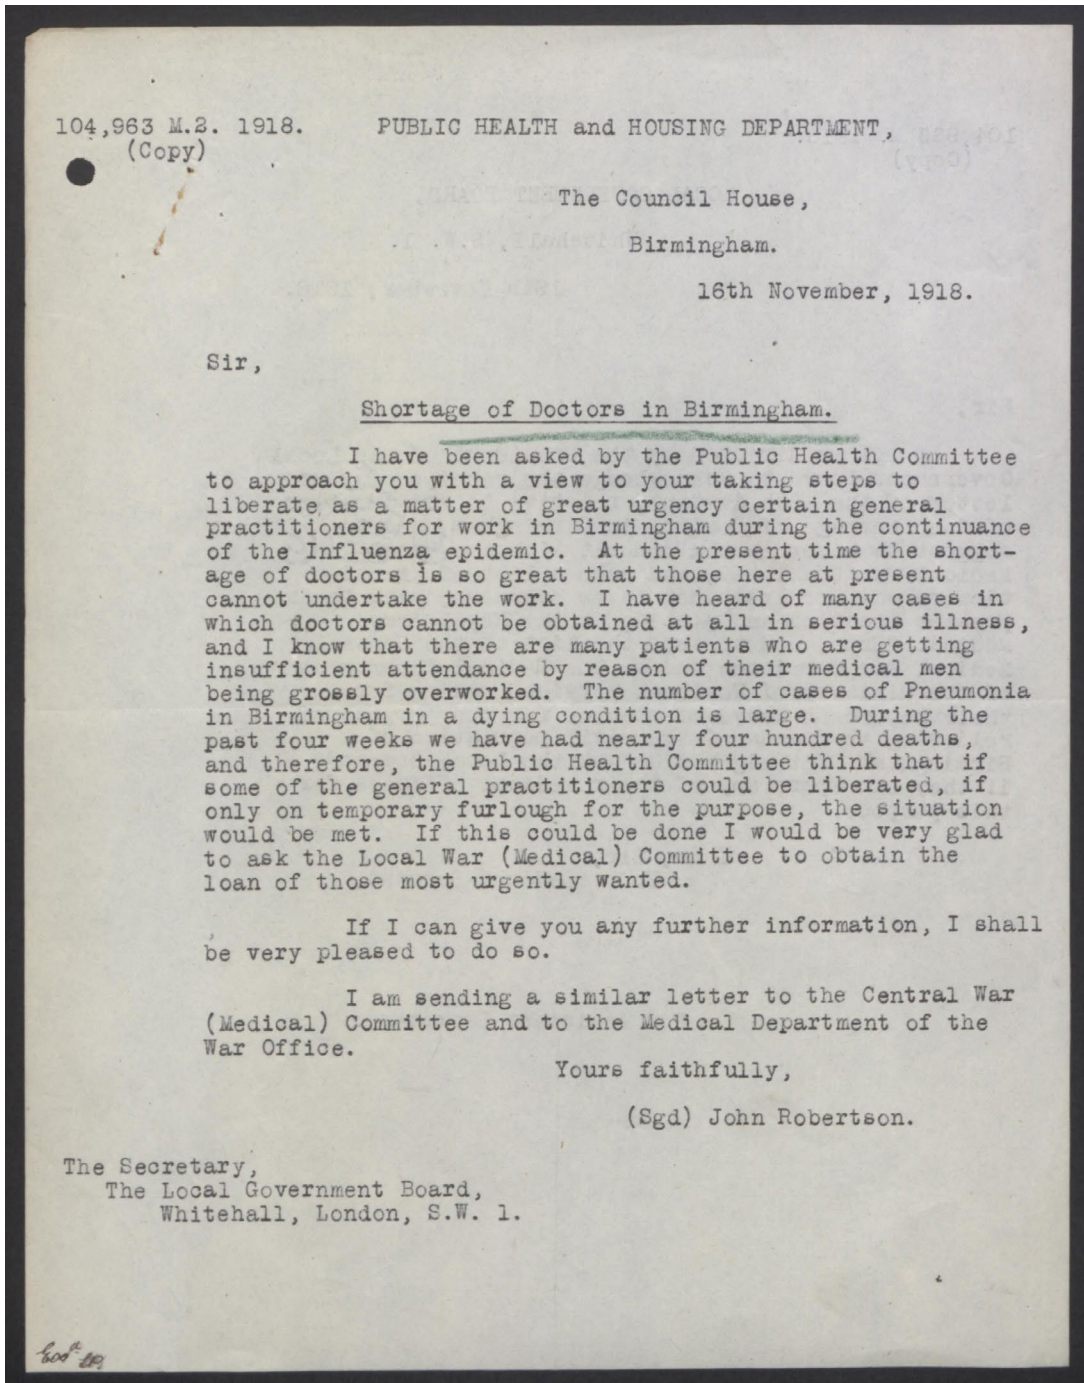 104,963 M.2. 1918.    PUBLIC HEALTH and HOUSING DEPARTMENT,
(Copy)
The Council House,
Birmingham.
16th November, 1918.
Sir,
Shortage of Doctors in Birmingham.
I have been asked by the Public Health Committee
to approach you with a view to your taking steps to
liberate as a matter of great urgency certain general
practitioners for work in Birmingham during the continuance
of the Influenza epidemic.  At the present time the short-
age of doctors is so great that those here at present
cannot undertake the work.  I have heard of many cases in
which doctors cannot be obtained at all in serious illness,
and I know that there are many patients who are getting
insufficient attendance by reason of their medical men
being grossly overworked.  The number of cases of Pneumonia
in Birmingham in a dying condition is large.  During the
past four weeks we have had nearly four hundred deaths,
and therefore, the Public Health Committee think that if
some of the general practitioners could be liberated, if
only on temporary furlough for the purpose, the situation
would be met.  If this could be done I would be very glad
to ask the Local War (Medical) Committee to obtain the
loan of those most urgently wanted.
If I can give you any further information, I shall
be very pleased to do so.
I am sending a similar letter to the Central War
(Medical) Committee and to the Medical Department of the
War Office.
Yours faithfully,
(Sgd) John Robertson.
The Secretary,
The Local Government Board,
Whitehall, London, S.W. 1.